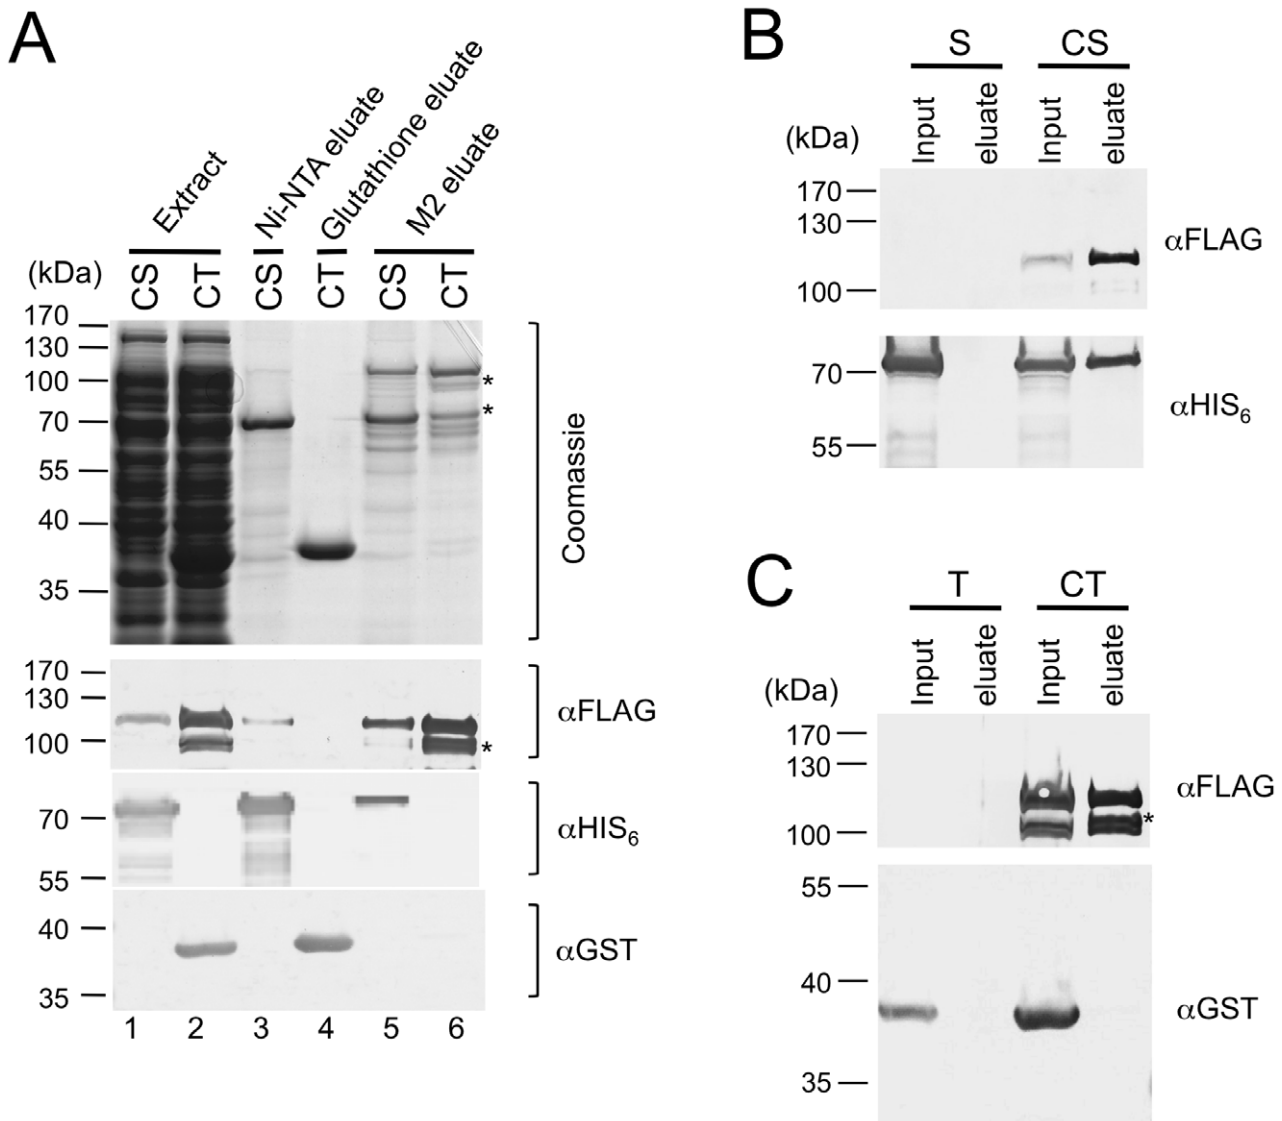 A
Extract
Ni-NTA eluate
Glutathione eluate
M2 eluate
(kDa)
CS CT CS CT CS CT
170
130
100
*
*
70
55
40
35
Coomassie
170
130
100
*
αFLAG
70
55
αHIS6
40
35
αGST
1 2 3 4 5 6
B
S CS
Input eluate Input eluate
(kDa)
170
130
100
αFLAG
70
55
αHIS6
C
T CT
Input eluate Input eluate
(kDa)
170
130
100
*
αFLAG
55
40
35
αGST